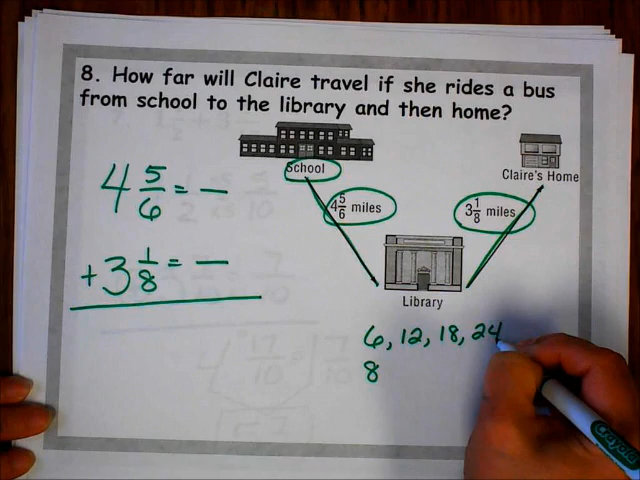 8. How far will Claire travel if she rides a bus
from school to the library and then home?
School
Claire's Home
4 5/6 miles
3 1/8 miles
Library
4 5/6 = _
+ 3 1/8 = _
6, 12, 18, 24
8
Crayola